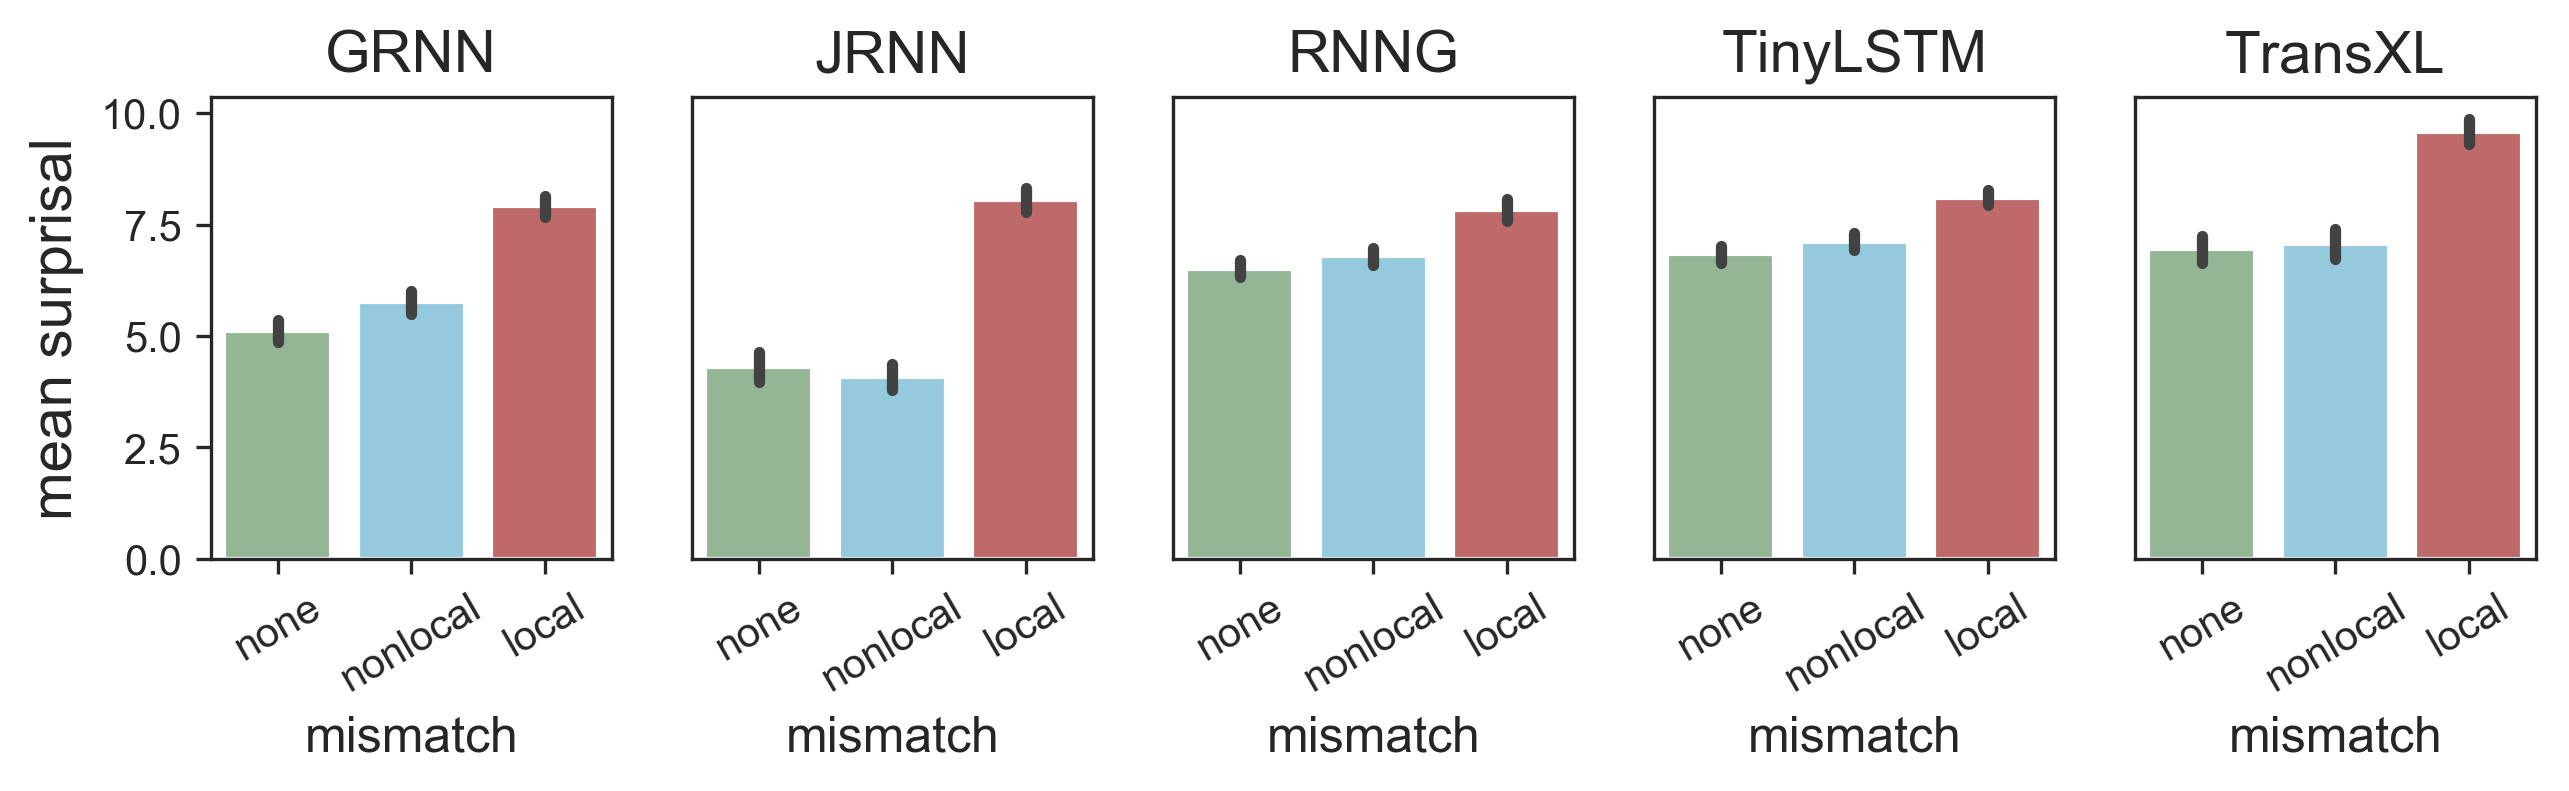 GRNN JRNN RNNG TinyLSTM TransXL
mean surprisal
10.0
7.5
5.0
2.5
0.0
none nonlocal local none nonlocal local none nonlocal local none nonlocal local none nonlocal local
mismatch mismatch mismatch mismatch mismatch